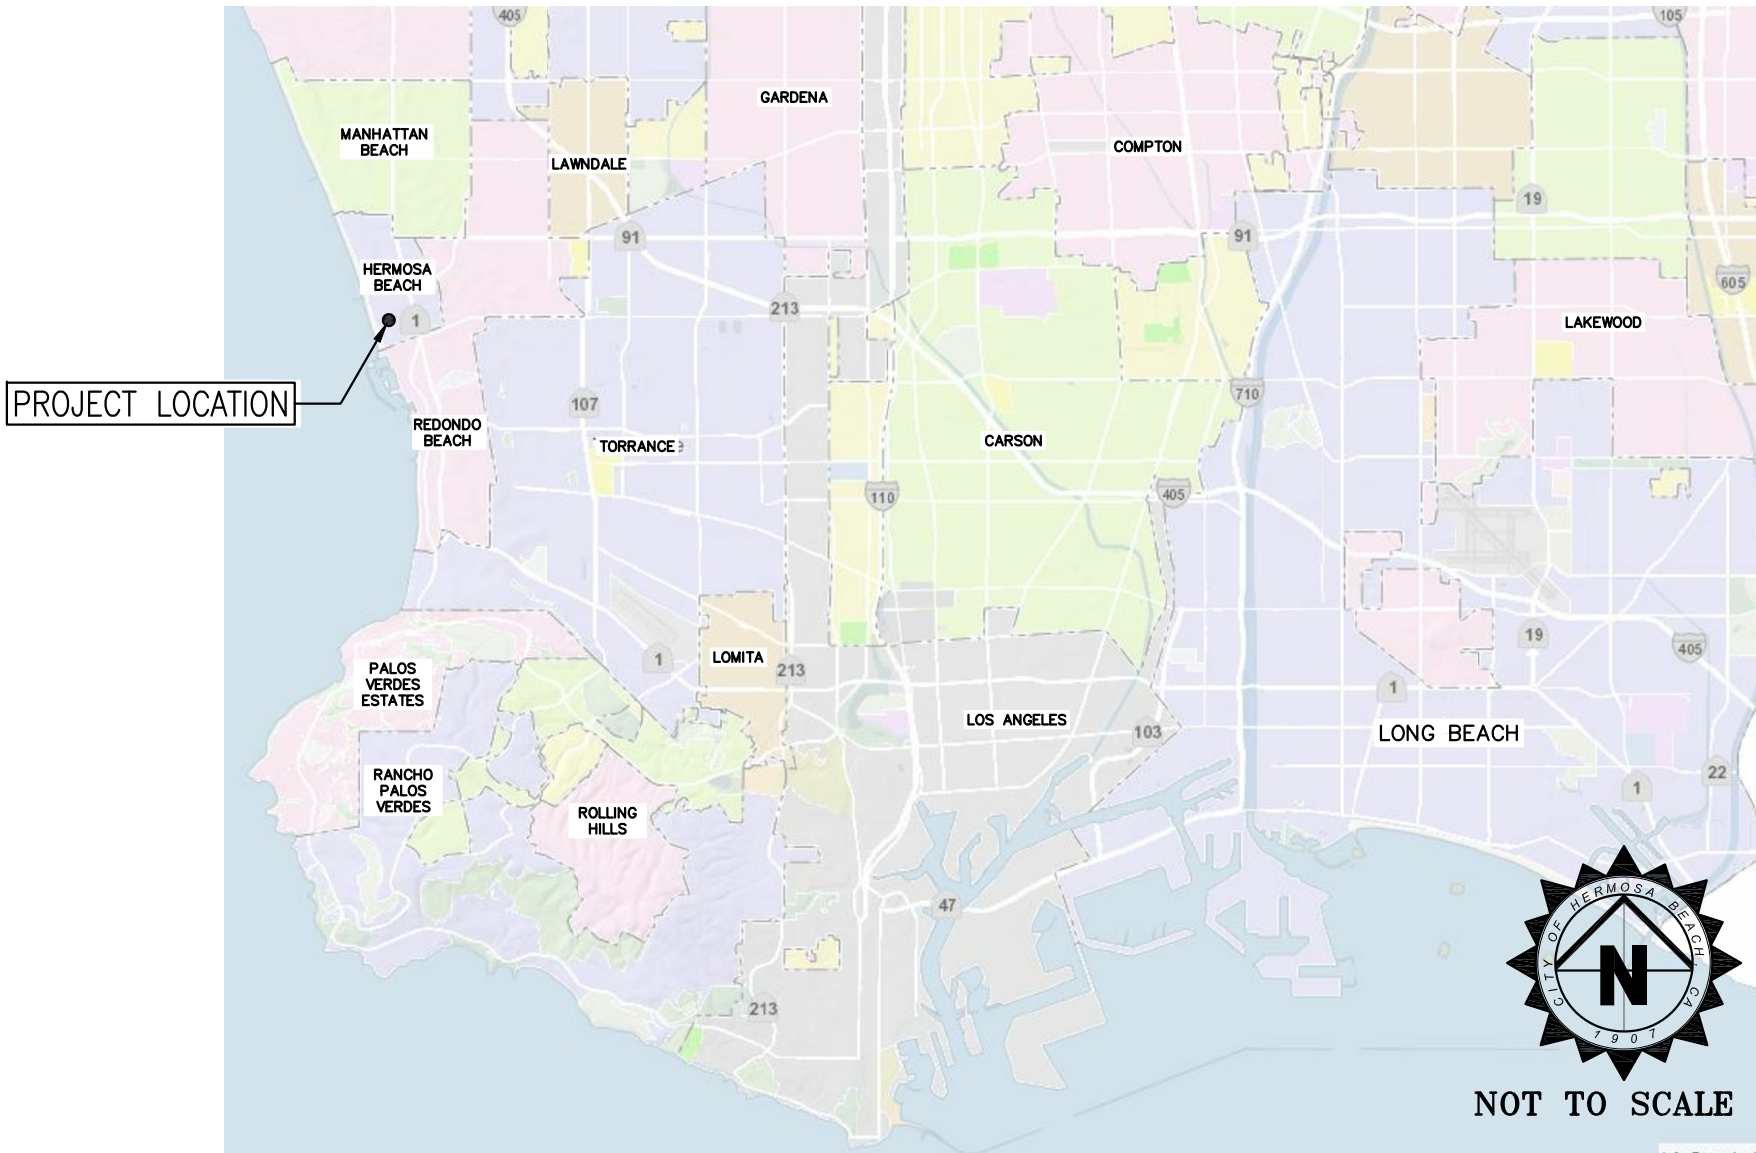 405
105
GARDENA
MANHATTAN
BEACH
LAWNDALE
COMPTON
19
91
91
HERMOSA
BEACH
605
213
1
LAKEWOOD
PROJECT LOCATION
710
107
REDONDO
BEACH
TORRANCE
CARSON
110
405
19
405
PALOS
VERDES
ESTATES
1
LOMITA
213
1
LOS ANGELES
103
LONG BEACH
RANCHO
PALOS
VERDES
22
1
ROLLING
HILLS
47
213
CITY OF HERMOSA BEACH, CA
N
1907
NOT TO SCALE